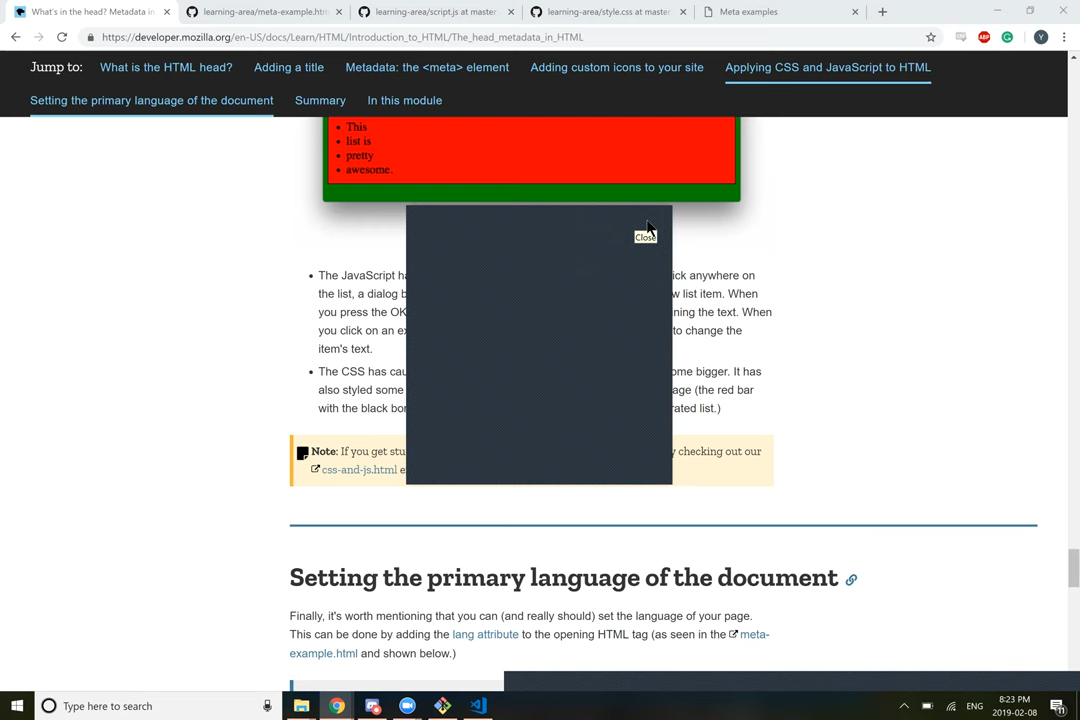 What's in the head? Metadata in
learning-area/meta-example.htm
learning-area/script.js at master
learning-area/style.css at master
Meta examples
https://developer.mozilla.org/en-US/docs/Learn/HTML/Introduction_to_HTML/The_head_metadata_in_HTML
ABP
Y
Jump to:
What is the HTML head?
Adding a title
Metadata: the <meta> element
Adding custom icons to your site
Applying CSS and JavaScript to HTML
Setting the primary language of the document
Summary
In this module
This
list is
pretty
awesome.
Close
The JavaScript ha ick anywhere on
the list, a dialog b w list item. When
you press the OK ning the text. When
you click on an ex to change the
item's text.
The CSS has cau ome bigger. It has
also styled some age (the red bar
with the black bor rated list.)
Note: If you get stu y checking out our
css-and-js.html e
Setting the primary language of the document
Finally, it's worth mentioning that you can (and really should) set the language of your page.
This can be done by adding the lang attribute to the opening HTML tag (as seen in the meta-
example.html and shown below.)
Type here to search
ENG
8:23 PM
2019-02-08